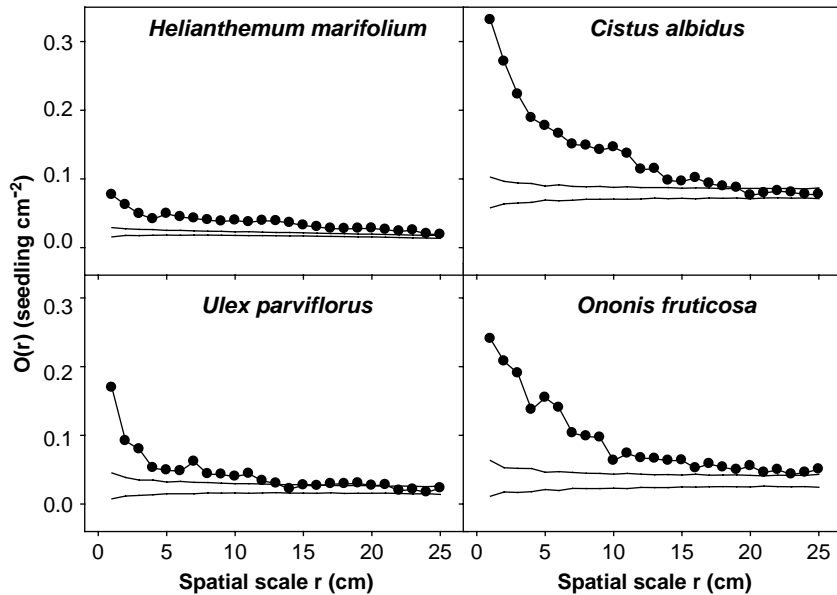 Helianthemum marifolium
Cistus albidus
0.3
0.2
0.1
0.0
Ulex parviflorus
Ononis fruticosa
0.3
0.2
0.1
0.0
O(r) (seedling cm⁻²)
0 5 10 15 20 25
0 5 10 15 20 25
Spatial scale r (cm)
Spatial scale r (cm)